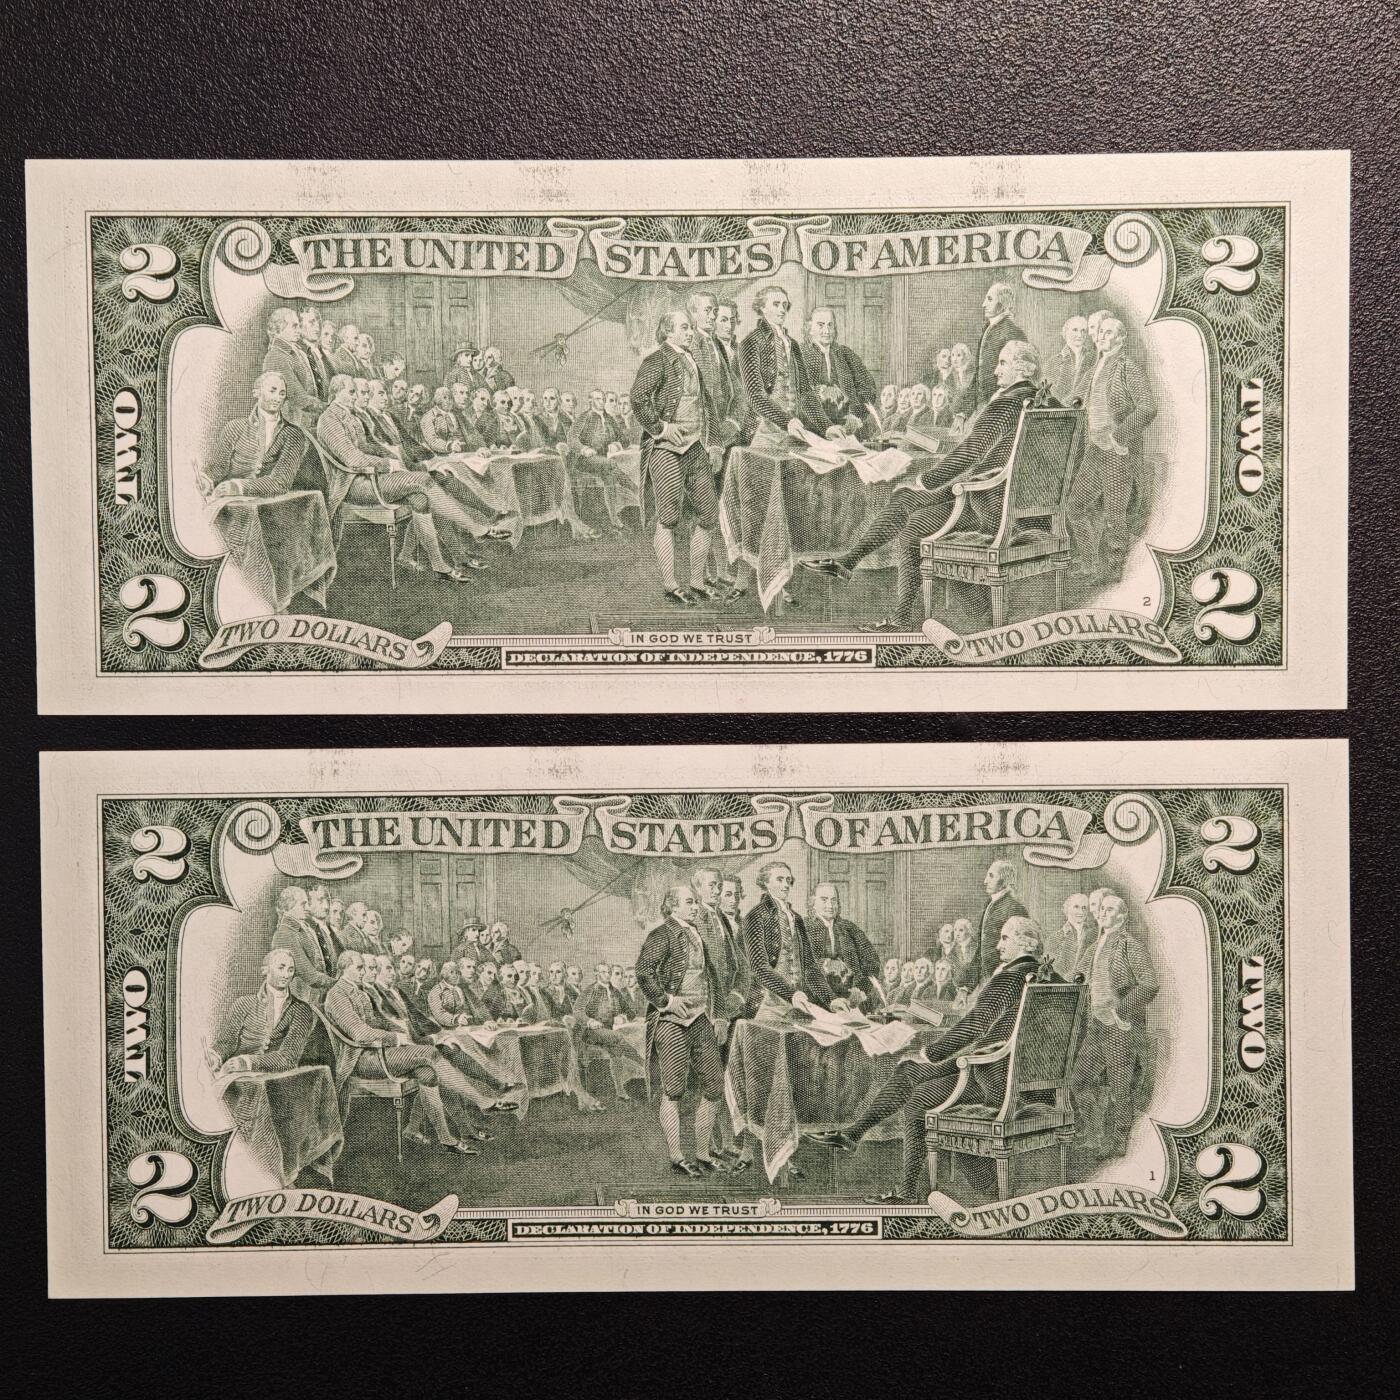 THE UNITED STATES OF AMERICA
2 2
TWO TWO
2 2
2
TWO DOLLARS IN GOD WE TRUST TWO DOLLARS
DECLARATION OF INDEPENDENCE, 1776
THE UNITED STATES OF AMERICA
2 2
TWO TWO
2 2
1
TWO DOLLARS IN GOD WE TRUST TWO DOLLARS
DECLARATION OF INDEPENDENCE, 1776